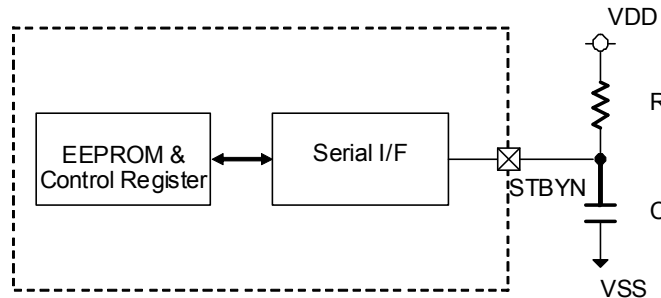 VDD
R
EEPROM &
Control Register
Serial I/F
STBYN
C
VSS